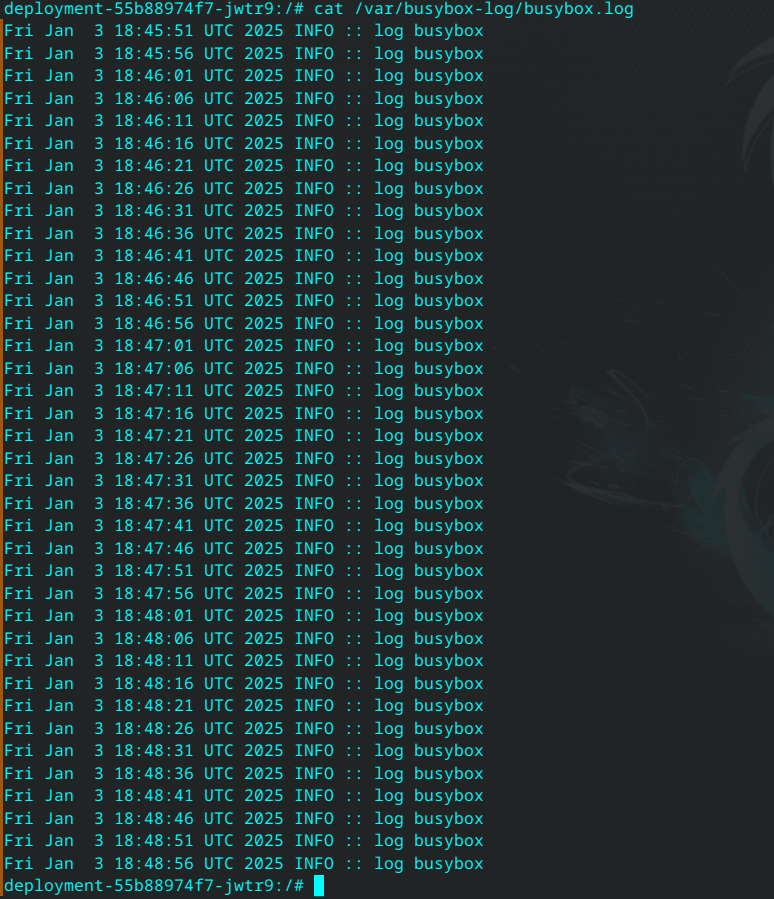 deployment-55b88974f7-jwtr9:/# cat /var/busybox-log/busybox.log
Fri Jan  3 18:45:51 UTC 2025 INFO :: log busybox
Fri Jan  3 18:45:56 UTC 2025 INFO :: log busybox
Fri Jan  3 18:46:01 UTC 2025 INFO :: log busybox
Fri Jan  3 18:46:06 UTC 2025 INFO :: log busybox
Fri Jan  3 18:46:11 UTC 2025 INFO :: log busybox
Fri Jan  3 18:46:16 UTC 2025 INFO :: log busybox
Fri Jan  3 18:46:21 UTC 2025 INFO :: log busybox
Fri Jan  3 18:46:26 UTC 2025 INFO :: log busybox
Fri Jan  3 18:46:31 UTC 2025 INFO :: log busybox
Fri Jan  3 18:46:36 UTC 2025 INFO :: log busybox
Fri Jan  3 18:46:41 UTC 2025 INFO :: log busybox
Fri Jan  3 18:46:46 UTC 2025 INFO :: log busybox
Fri Jan  3 18:46:51 UTC 2025 INFO :: log busybox
Fri Jan  3 18:46:56 UTC 2025 INFO :: log busybox
Fri Jan  3 18:47:01 UTC 2025 INFO :: log busybox
Fri Jan  3 18:47:06 UTC 2025 INFO :: log busybox
Fri Jan  3 18:47:11 UTC 2025 INFO :: log busybox
Fri Jan  3 18:47:16 UTC 2025 INFO :: log busybox
Fri Jan  3 18:47:21 UTC 2025 INFO :: log busybox
Fri Jan  3 18:47:26 UTC 2025 INFO :: log busybox
Fri Jan  3 18:47:31 UTC 2025 INFO :: log busybox
Fri Jan  3 18:47:36 UTC 2025 INFO :: log busybox
Fri Jan  3 18:47:41 UTC 2025 INFO :: log busybox
Fri Jan  3 18:47:46 UTC 2025 INFO :: log busybox
Fri Jan  3 18:47:51 UTC 2025 INFO :: log busybox
Fri Jan  3 18:47:56 UTC 2025 INFO :: log busybox
Fri Jan  3 18:48:01 UTC 2025 INFO :: log busybox
Fri Jan  3 18:48:06 UTC 2025 INFO :: log busybox
Fri Jan  3 18:48:11 UTC 2025 INFO :: log busybox
Fri Jan  3 18:48:16 UTC 2025 INFO :: log busybox
Fri Jan  3 18:48:21 UTC 2025 INFO :: log busybox
Fri Jan  3 18:48:26 UTC 2025 INFO :: log busybox
Fri Jan  3 18:48:31 UTC 2025 INFO :: log busybox
Fri Jan  3 18:48:36 UTC 2025 INFO :: log busybox
Fri Jan  3 18:48:41 UTC 2025 INFO :: log busybox
Fri Jan  3 18:48:46 UTC 2025 INFO :: log busybox
Fri Jan  3 18:48:51 UTC 2025 INFO :: log busybox
Fri Jan  3 18:48:56 UTC 2025 INFO :: log busybox
deployment-55b88974f7-jwtr9:/#